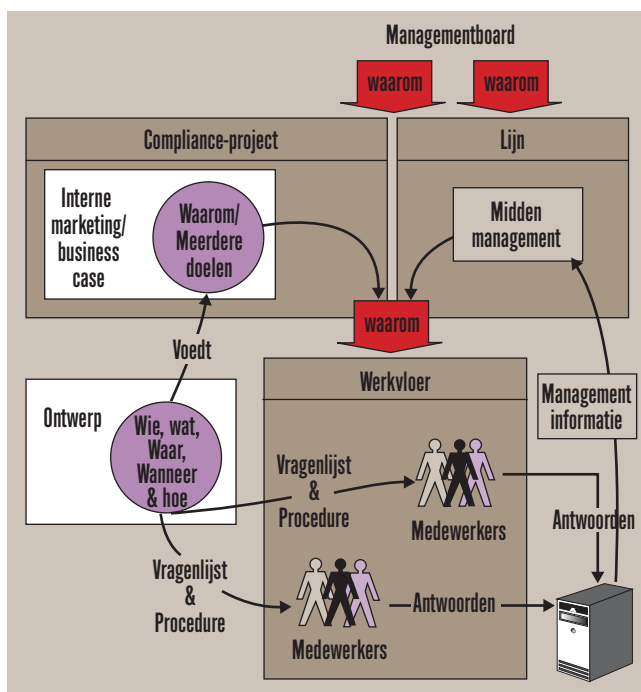 Managementboard
waarom
waarom
Compliance-project
Lijn
Interne
marketing/
business
case
Waarom/
Meerdere
doelen
Midden
management
waarom
Voedt
Werkvloer
Management
informatie
Ontwerp
Wie, wat,
Waar,
Wanneer
& hoe
Vragenlijst
&
Procedure
Medewerkers
Antwoorden
Vragenlijst
&
Procedure
Antwoorden
Medewerkers